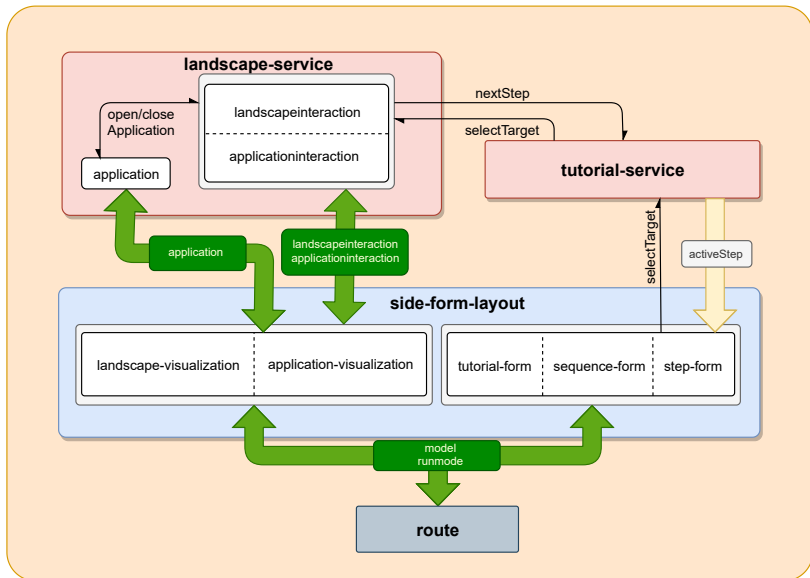 landscape-service
open/close
Application
landscapeinteraction
applicationinteraction
application
nextStep
selectTarget
tutorial-service
application
landscapeinteraction
applicationinteraction
selectTarget
activeStep
side-form-layout
landscape-visualization
application-visualization
tutorial-form
sequence-form
step-form
model
runmode
route